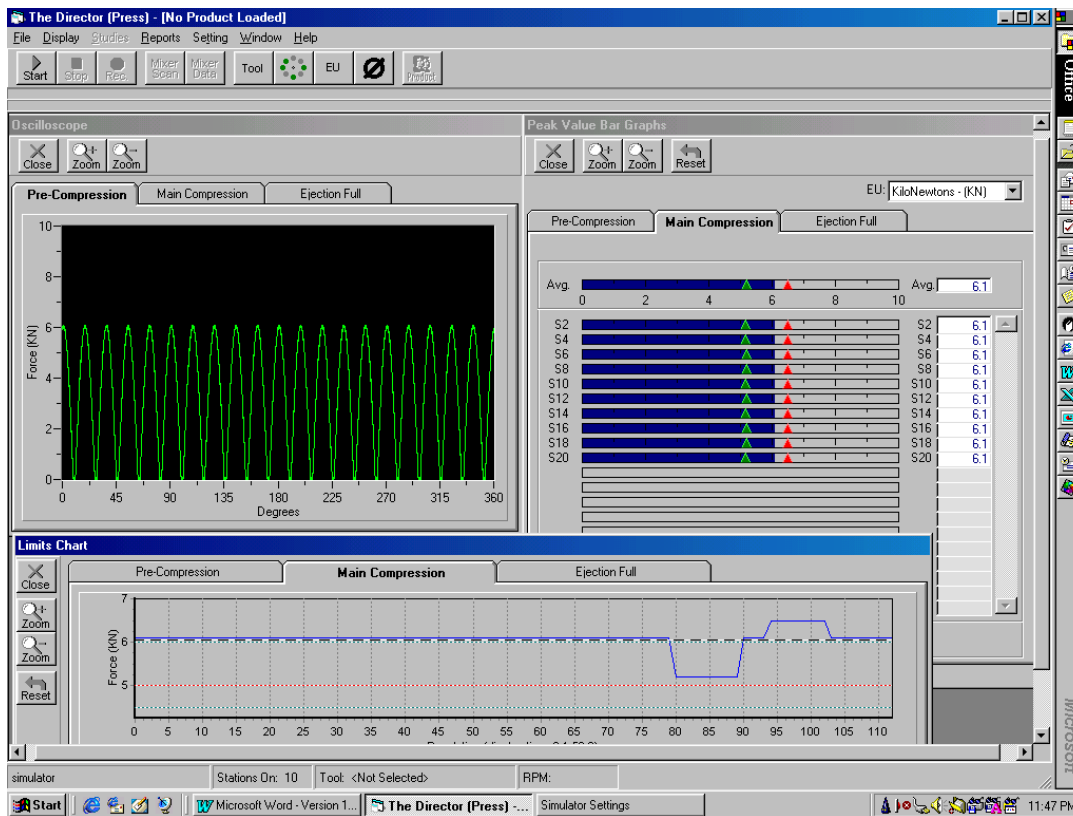 The Director (Press) - [No Product Loaded]
File Display Studies Reports Setting Window Help
Start Stop Rec. Mixer Scan Mixer Data Tool EU Product
Office
Oscilloscope
Close Zoom Zoom
Pre-Compression Main Compression Ejection Full
Force (KN)
10
8
6
4
2
0
0 45 90 135 180 225 270 315 360
Degrees
Peak Value Bar Graphs
Close Zoom Zoom Reset
EU: KiloNewtons - (KN)
Pre-Compression Main Compression Ejection Full
Avg. Avg. 6.1
0 2 4 6 8 10
S2 S2 6.1
S4 S4 6.1
S6 S6 6.1
S8 S8 6.1
S10 S10 6.1
S12 S12 6.1
S14 S14 6.1
S16 S16 6.1
S18 S18 6.1
S20 S20 6.1
Limits Chart
Close
Zoom
Zoom
Reset
Pre-Compression Main Compression Ejection Full
Force (KN)
7
6
5
0 5 10 15 20 25 30 35 40 45 50 55 60 65 70 75 80 85 90 95 100 105 110
Microsoft
simulator Stations On: 10 Tool: <Not Selected> RPM:
Start Microsoft Word - Version 1... The Director (Press) -... Simulator Settings 11:47 PM